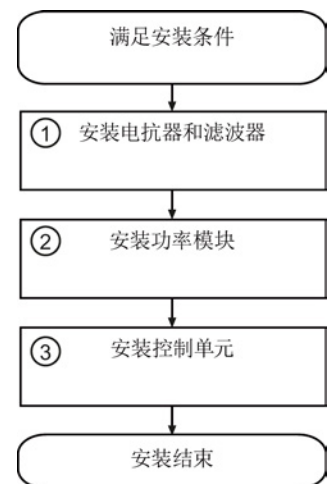 满足安装条件
① 安装电抗器和滤波器
② 安装功率模块
③ 安装控制单元
安装结束